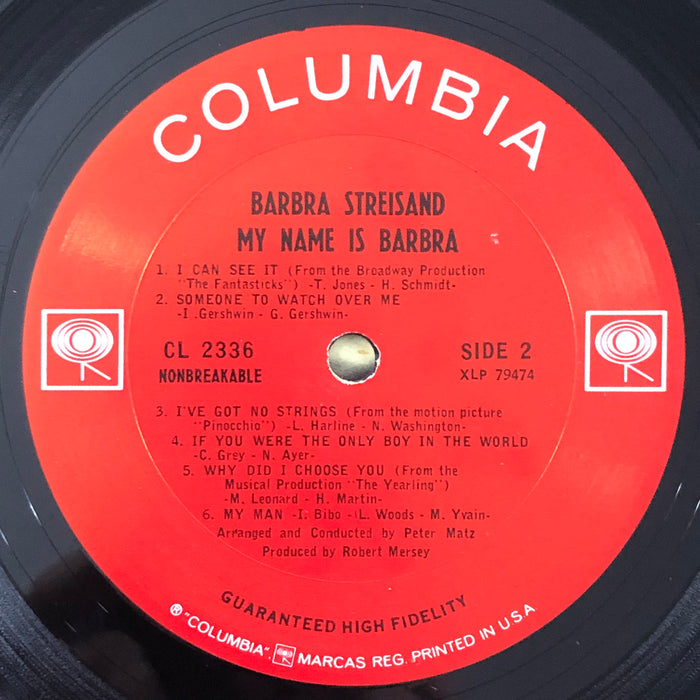 COLUMBIA
BARBRA STREISAND
MY NAME IS BARBRA
1. I CAN SEE IT (From the Broadway Production
"The Fantasticks") -T. Jones - H. Schmidt-
2. SOMEONE TO WATCH OVER ME
-I .Gershwin - G. Gershwin-
CL 2336
NONBREAKABLE
SIDE 2
XLP 79474
3. I'VE GOT NO STRINGS (From the motion picture
"Pinocchio") -L. Harline - N. Washington-
4. IF YOU WERE THE ONLY BOY IN THE WORLD
-C. Grey - N. Ayer-
5. WHY DID I CHOOSE YOU (From the
Musical Production "The Yearling")
-M. Leonard - H. Martin-
6. MY MAN -I. Bibo -L. Woods - M. Yvain-
Arranged and Conducted by Peter Matz
Produced by Robert Mersey
GUARANTEED HIGH FIDELITY
® "COLUMBIA", MARCAS REG. PRINTED IN U.S.A.